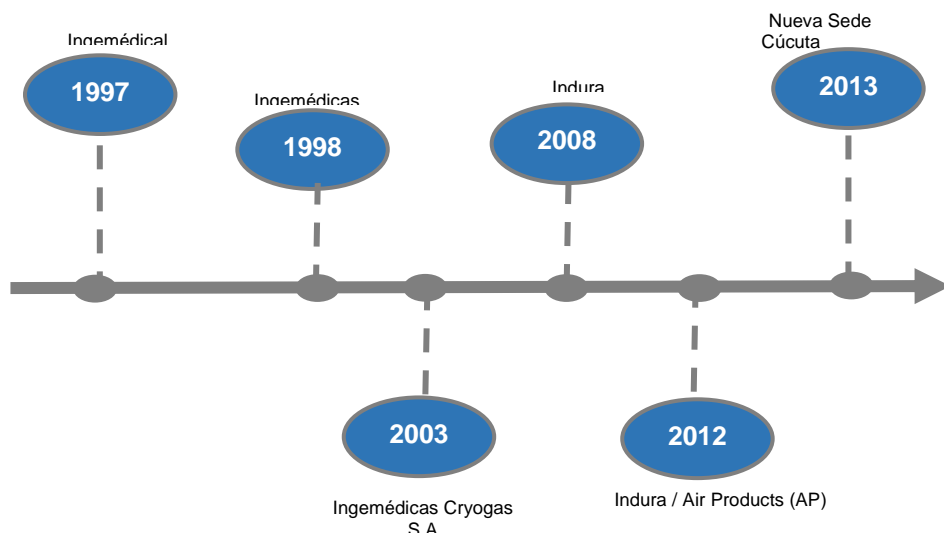 Ingemédical
1997
Ingemédicas
1998
Ingemédicas Cryogas
S.A
2003
Indura
2008
Indura / Air Products (AP)
2012
Nueva Sede
Cúcuta
2013